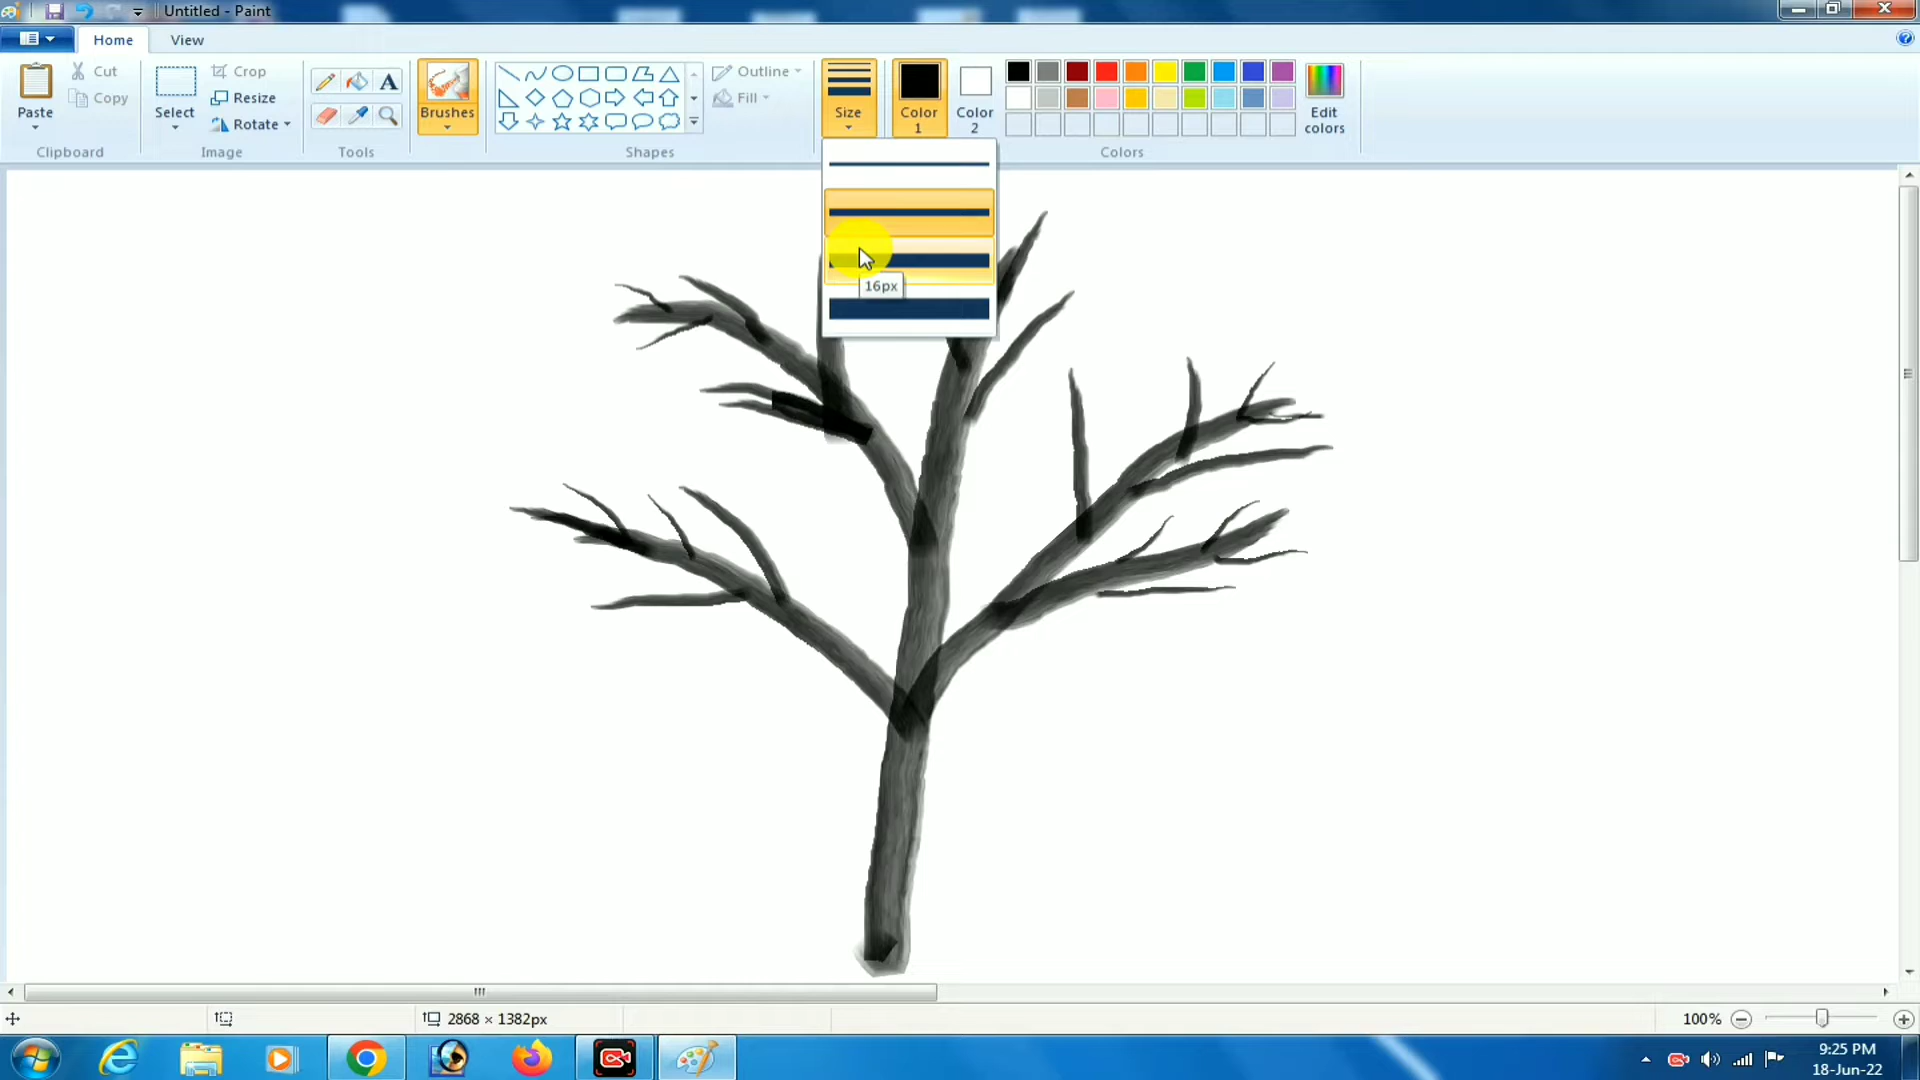 Untitled - Paint
Home View
Paste
Cut
Copy
Clipboard
Select
Crop
Resize
Rotate
Image
A
Tools
Brushes
Outline
Fill
Shapes
Size
Color 1
Color 2
Edit colors
Colors
16px
2868 × 1382px
100%
9:25 PM
18-Jun-22